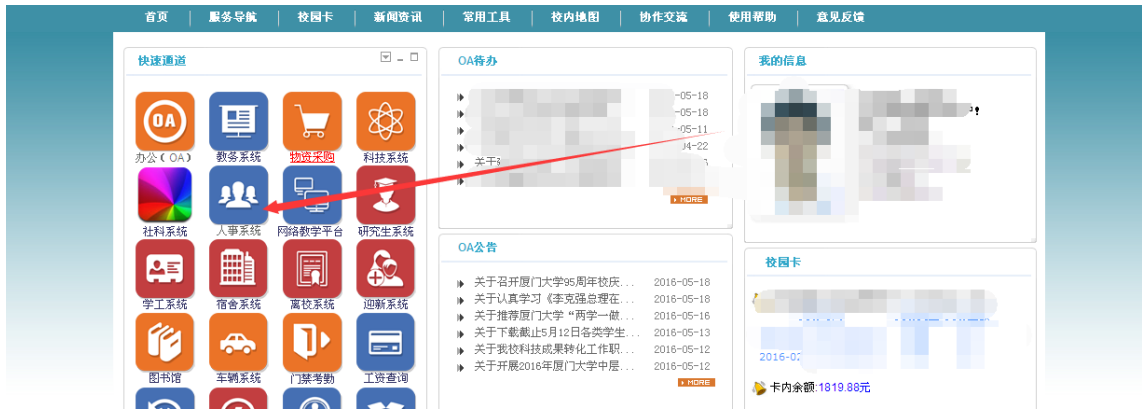 首页 服务导航 校园卡 新闻资讯 常用工具 校内地图 协作交流 使用帮助 意见反馈
快速通道
OA
办公(OA) 教务系统 物资采购 科技系统
社科系统 人事系统 网络教学平台 研究生系统
学工系统 宿舍系统 离校系统 迎新系统
图书馆 车辆系统 门禁考勤 工资查询
OA待办
-05-18
-05-18
-05-11
04-22
关于
MORE
OA公告
关于召开厦门大学95周年校庆... 2016-05-18
关于认真学习《李克强总理在... 2016-05-18
关于推荐厦门大学“两学一做... 2016-05-16
关于下载截止5月12日各类学生... 2016-05-13
关于我校科技成果转化工作职... 2016-05-12
关于开展2016年厦门大学中层... 2016-05-12
MORE
我的信息
校园卡
2016-02
卡内余额:1819.88元